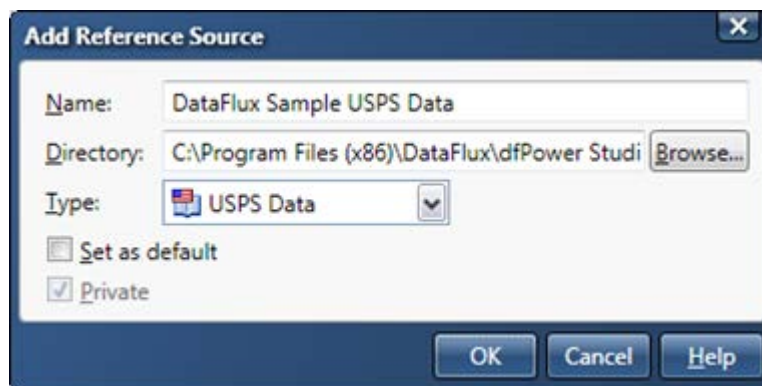 Add Reference Source
Name: DataFlux Sample USPS Data
Directory: C:\Program Files (x86)\DataFlux\dfPower Studi Browse...
Type: USPS Data
Set as default
Private
OK Cancel Help